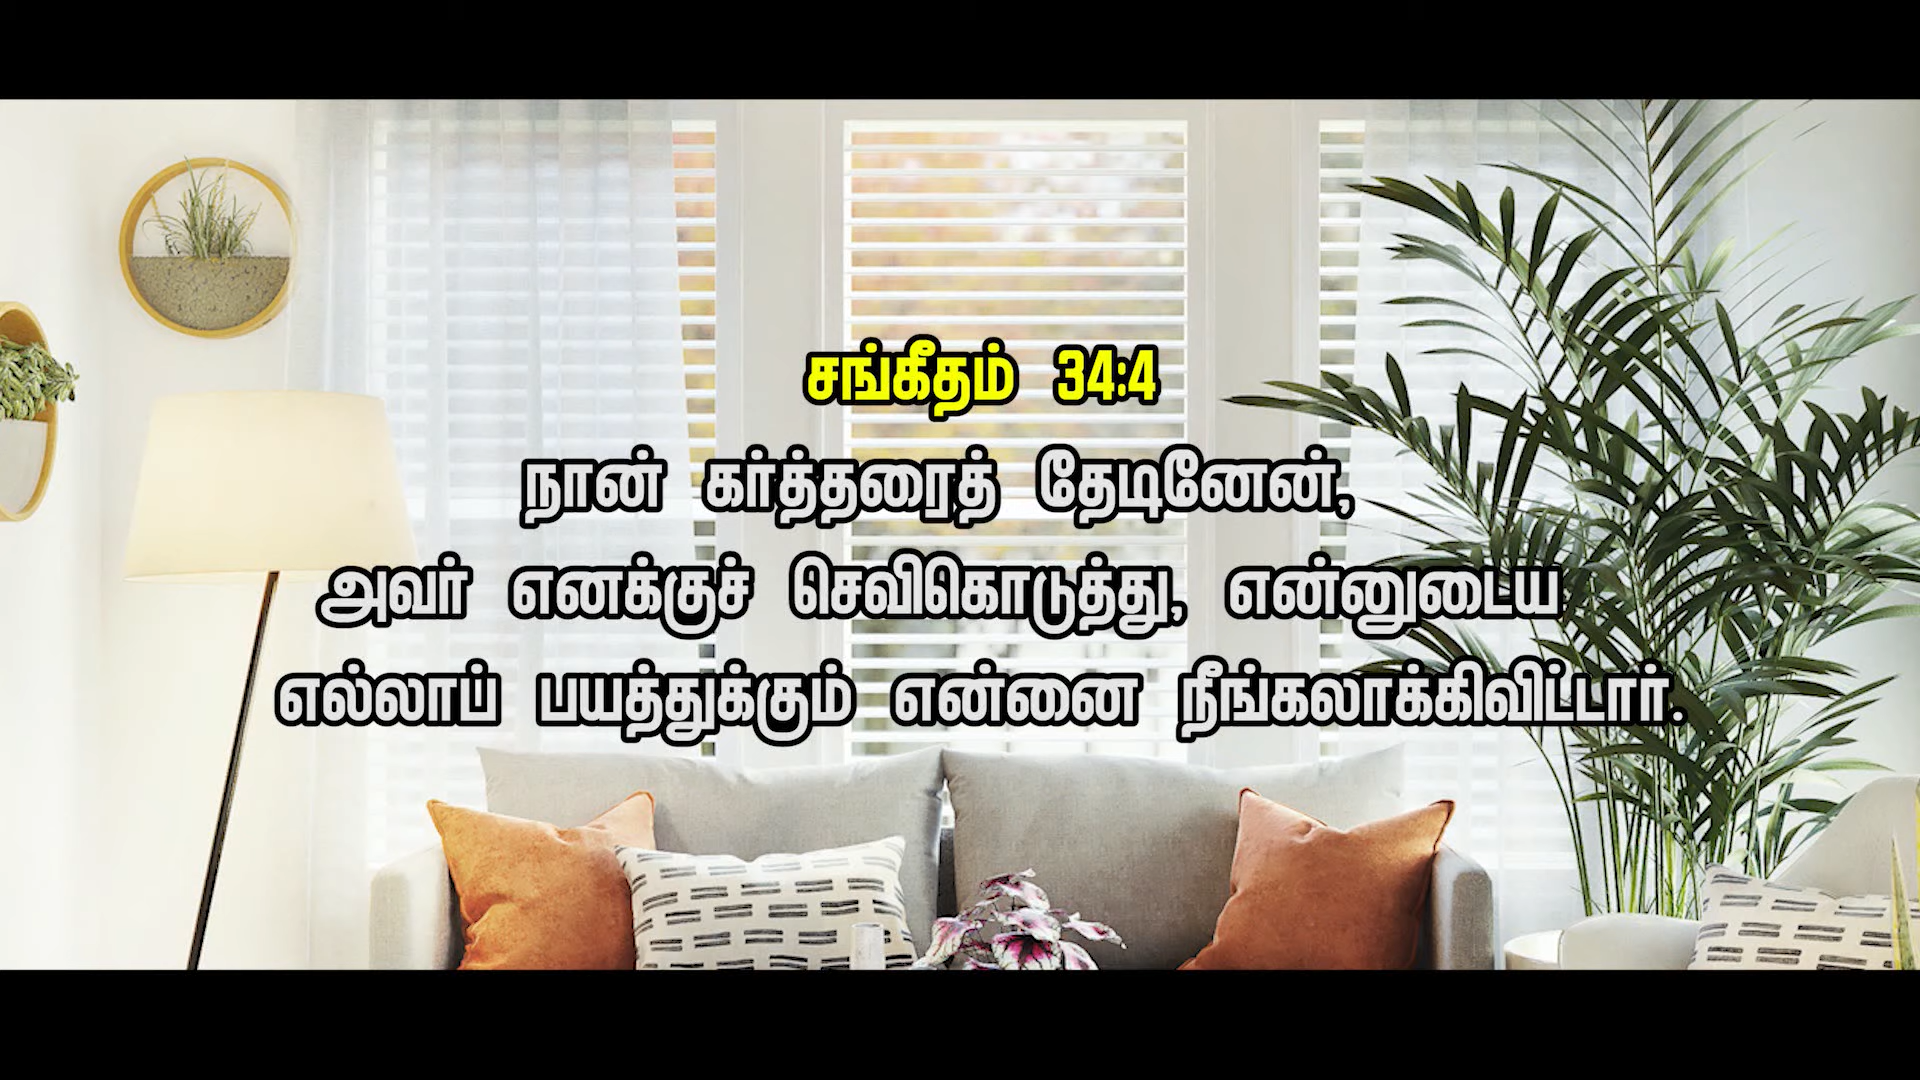 சங்கீதம் 34:4
நான் கர்த்தரைத் தேடினேன்,
அவர் எனக்குச் செவிகொடுத்து, என்னுடைய
எல்லாப் பயத்துக்கும் என்னை நீங்கலாக்கிவிட்டார்.